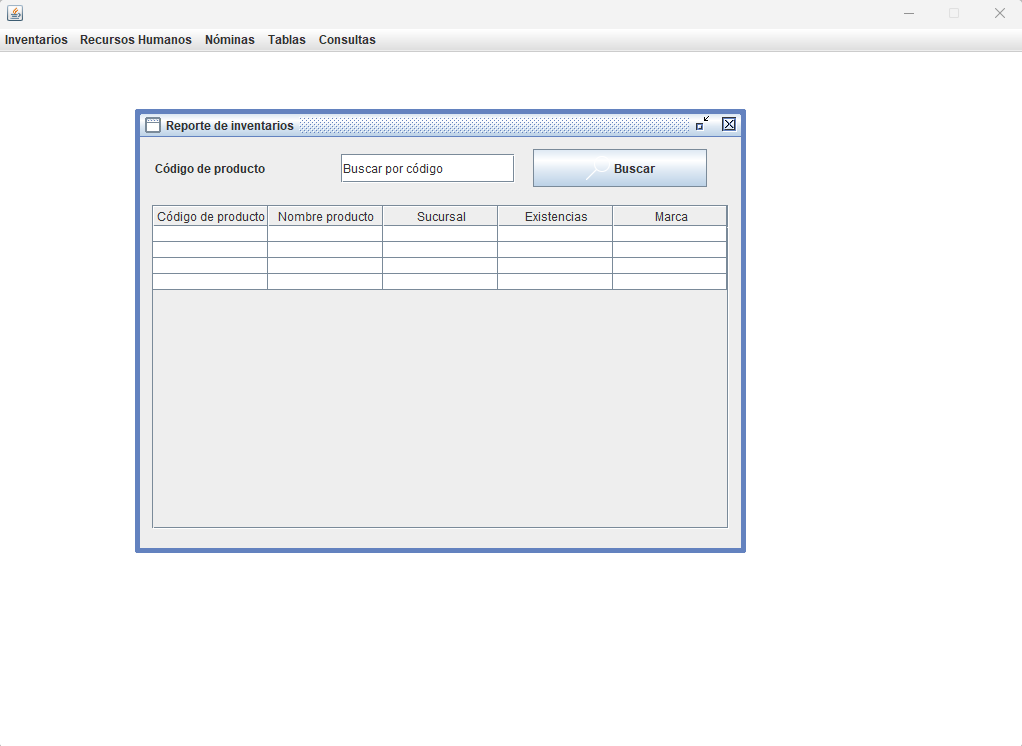 Inventarios Recursos Humanos Nóminas Tablas Consultas
Reporte de inventarios
Código de producto Buscar por código Buscar
Código de producto Nombre producto Sucursal Existencias Marca